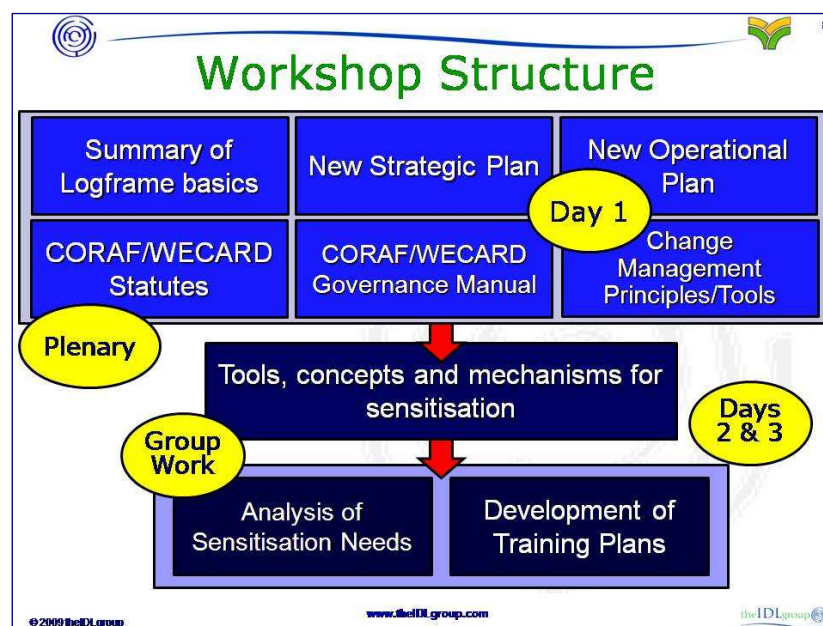 Workshop Structure
Summary of
Logframe basics
New Strategic Plan
New Operational
Plan
Day 1
CORAF/WECARD
Statutes
CORAF/WECARD
Governance Manual
Change
Management
Principles/Tools
Plenary
Tools, concepts and mechanisms for
sensitisation
Days
2 & 3
Group
Work
Analysis of
Sensitisation Needs
Development of
Training Plans
© 2009 theIDLgroup
www.theIDLgroup.com
theIDLgroup